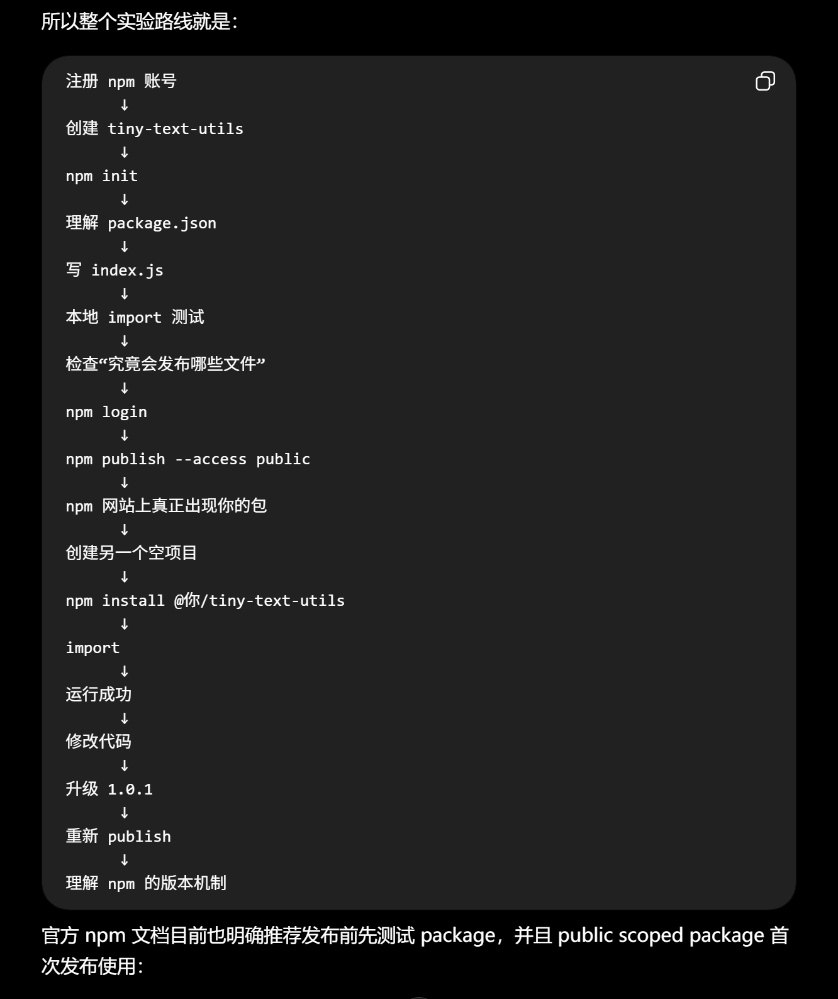 所以整个实验路线就是：
注册 npm 账号
↓
创建 tiny-text-utils
↓
npm init
↓
理解 package.json
↓
写 index.js
↓
本地 import 测试
↓
检查“究竟会发布哪些文件”
↓
npm login
↓
npm publish --access public
↓
npm 网站上真正出现你的包
↓
创建另一个空项目
↓
npm install @你/tiny-text-utils
↓
import
↓
运行成功
↓
修改代码
↓
升级 1.0.1
↓
重新 publish
↓
理解 npm 的版本机制
官方 npm 文档目前也明确推荐发布前先测试 package，并且 public scoped package 首
次发布使用：